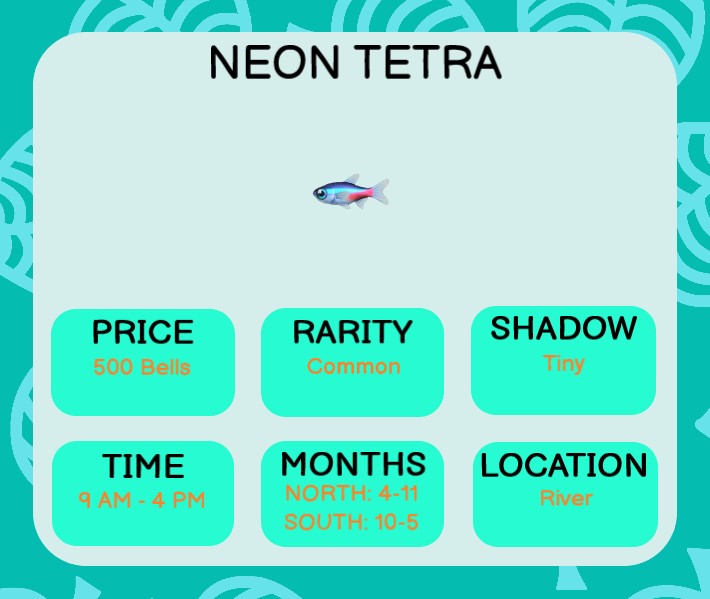 NEON TETRA
PRICE
500 Bells
RARITY
Common
SHADOW
Tiny
TIME
9 AM - 4 PM
MONTHS
NORTH: 4-11
SOUTH: 10-5
LOCATION
River